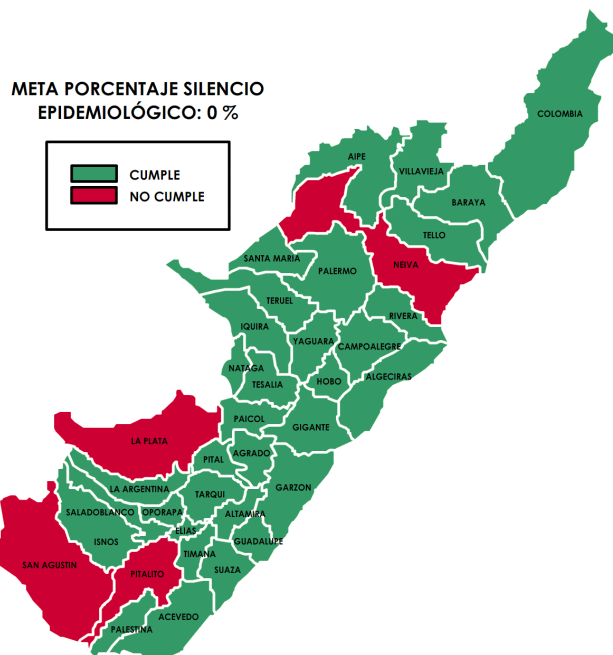 META PORCENTAJE SILENCIO
EPIDEMIOLÓGICO: 0 %
CUMPLE
NO CUMPLE
COLOMBIA
AIPE
VILLAVIEJA
BARAYA
TELLO
SANTA MARIA
PALERMO
NEIVA
TERUEL
RIVERA
IQUIRA
YAGUARA
CAMPOALEGRE
NATAGA
TESALIA
HOBO
ALGECIRAS
PAICOL
GIGANTE
LA PLATA
PITAL
AGRADO
LA ARGENTINA
TARQUI
GARZON
SALADOBLANCO
OPORAPA
ALTAMIRA
ELIAS
ISNOS
GUADALUPE
TIMANA
SAN AGUSTIN
PITALITO
SUAZA
ACEVEDO
PALESTINA